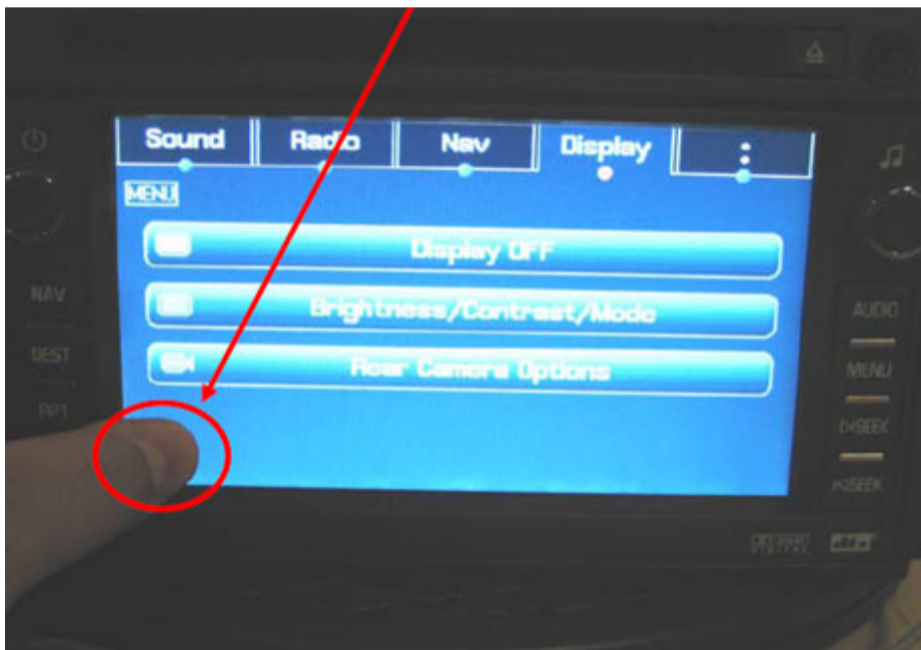 Sound Radio Nav Display
MENU
Display OFF
Brightness/Contrast/Mode
Rear Camera Options
NAV
DEST
RPT
AUDIO
MENU
SEEK
SEEK
DIGITAL